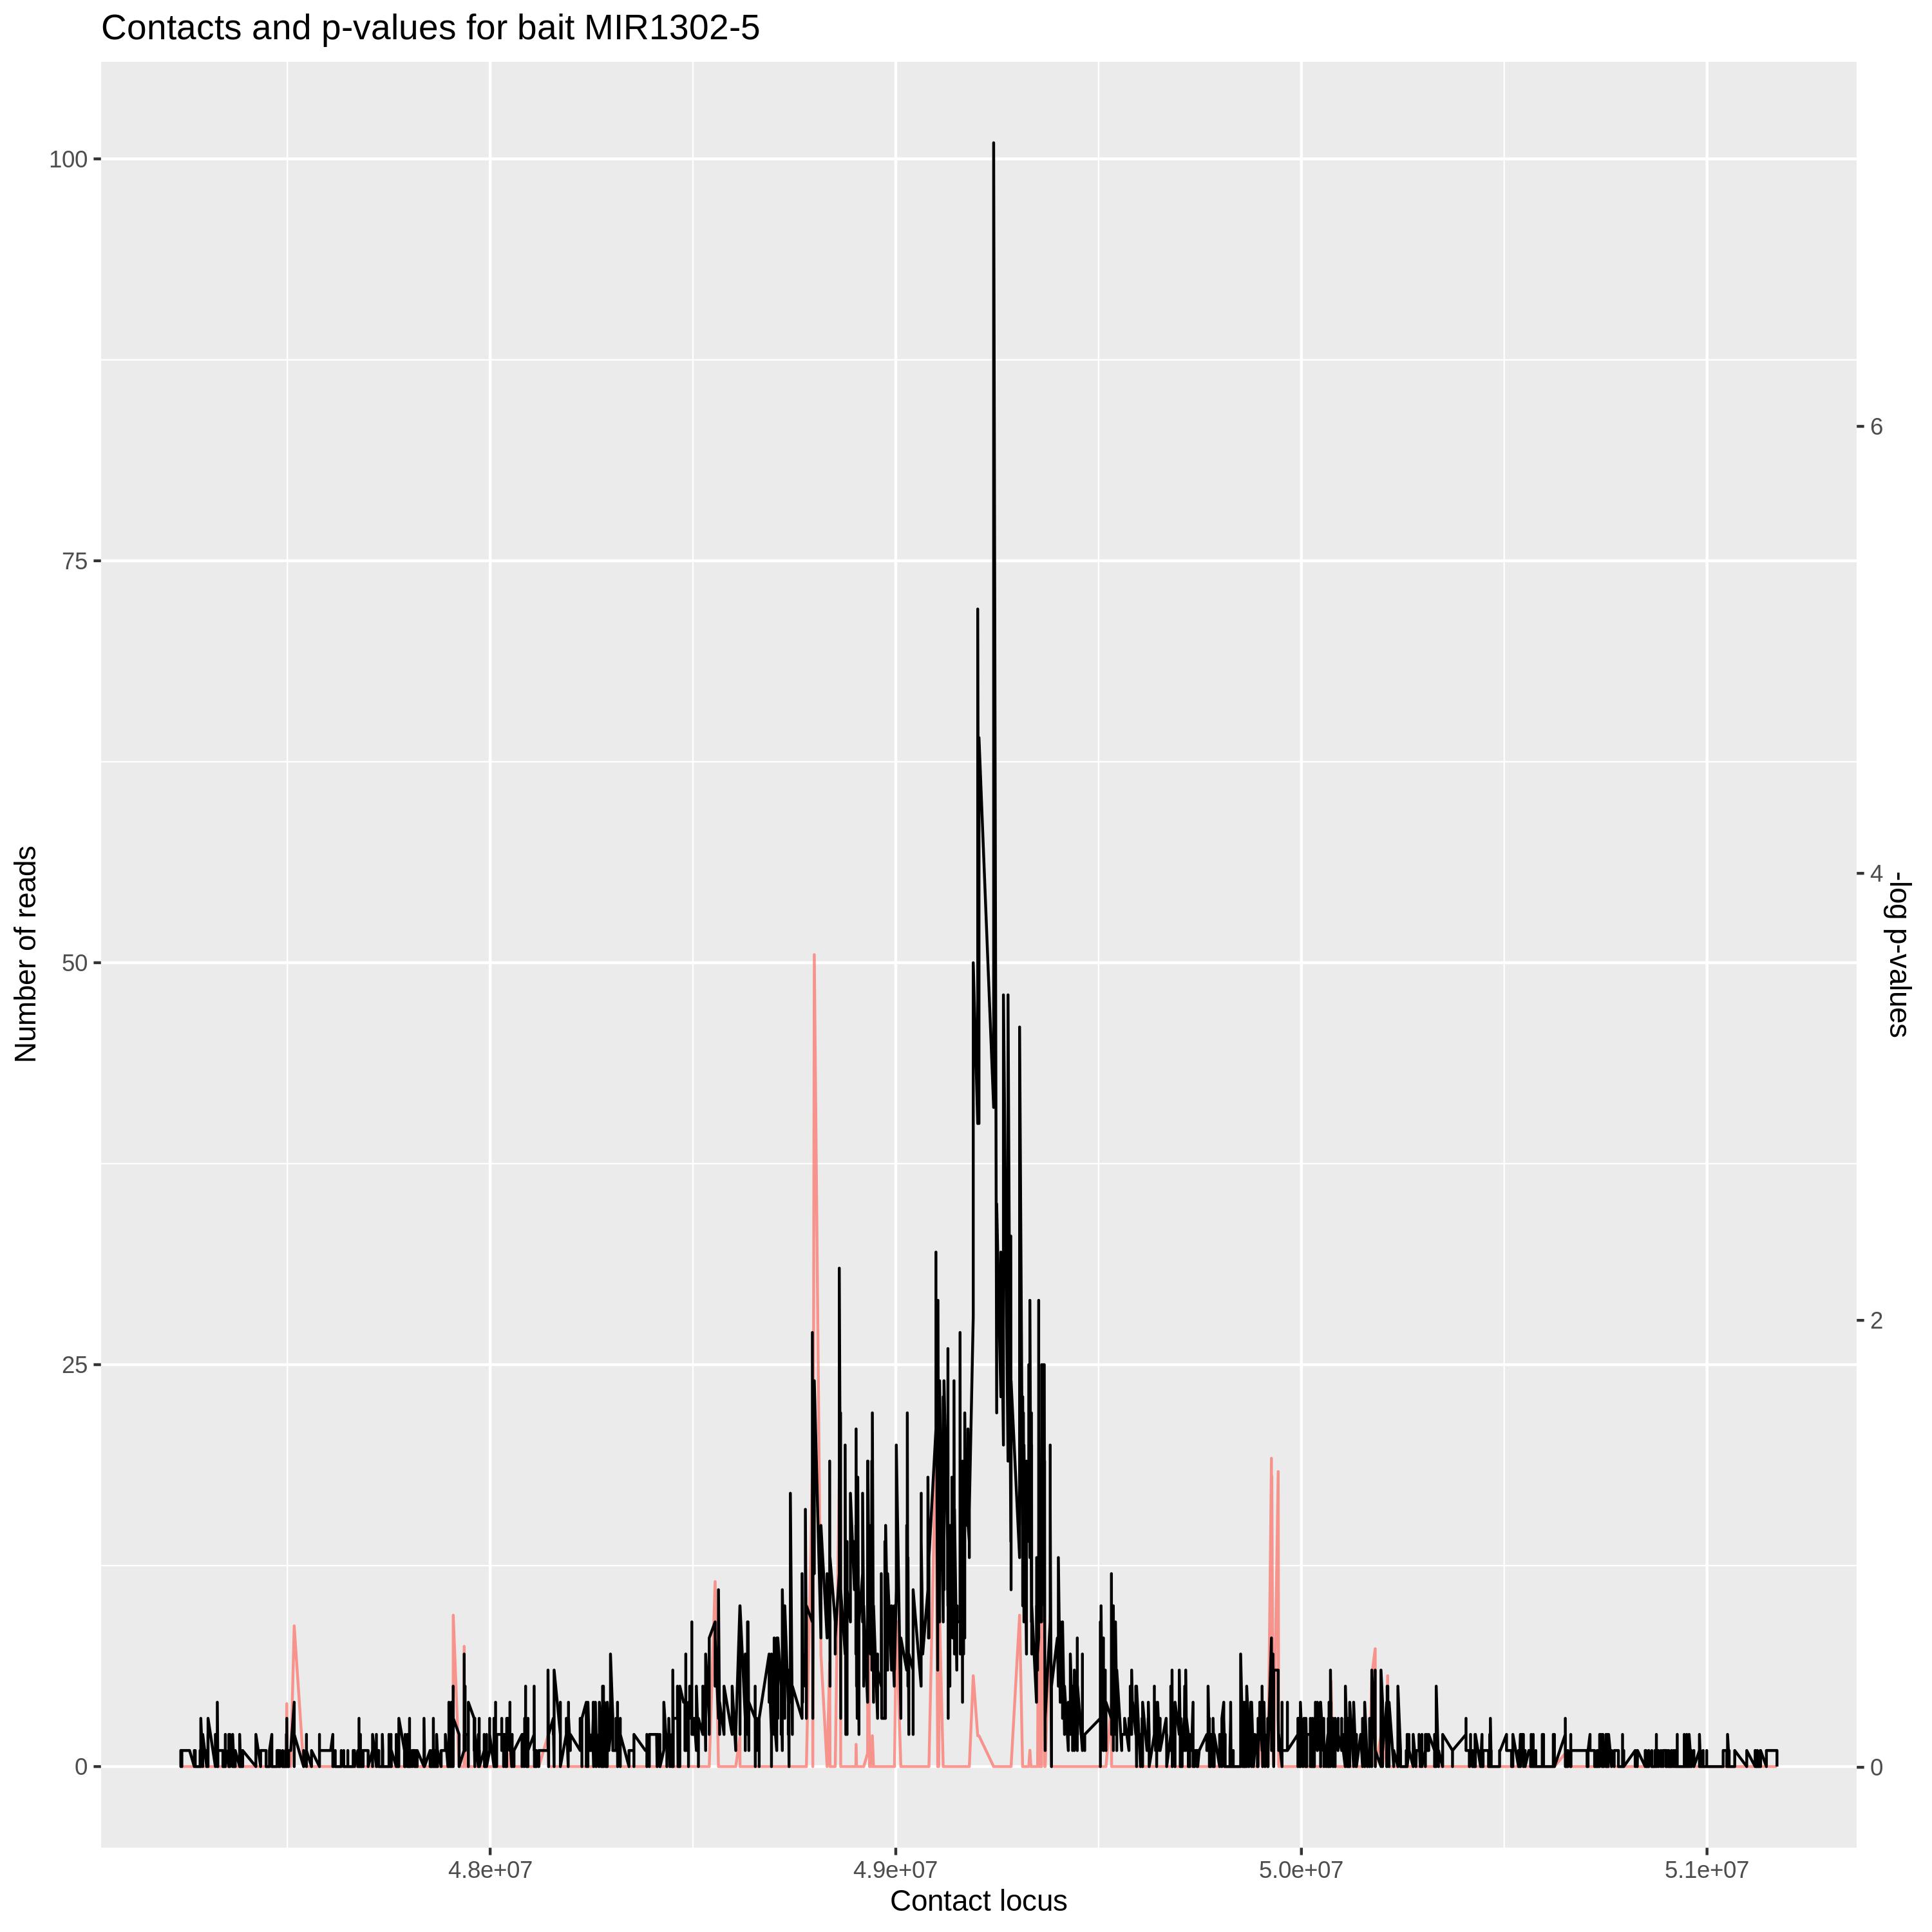 Contacts and p-values for bait MIR1302-5
100
75
50
25
0
Number of reads
6
4
2
0
-log p-values
4.8e+07
4.9e+07
5.0e+07
5.1e+07
Contact locus